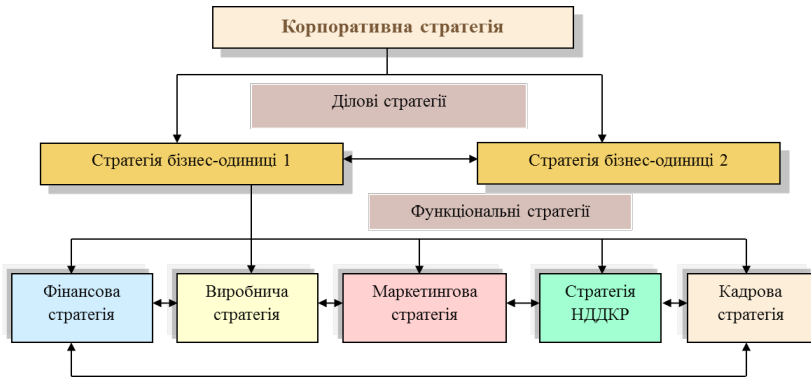 Корпоративна стратегія
Ділові стратегії
Стратегія бізнес-одиниці 1
Стратегія бізнес-одиниці 2
Функціональні стратегії
Фінансова
стратегія
Виробнича
стратегія
Маркетингова
стратегія
Стратегія
НДДКР
Кадрова
стратегія